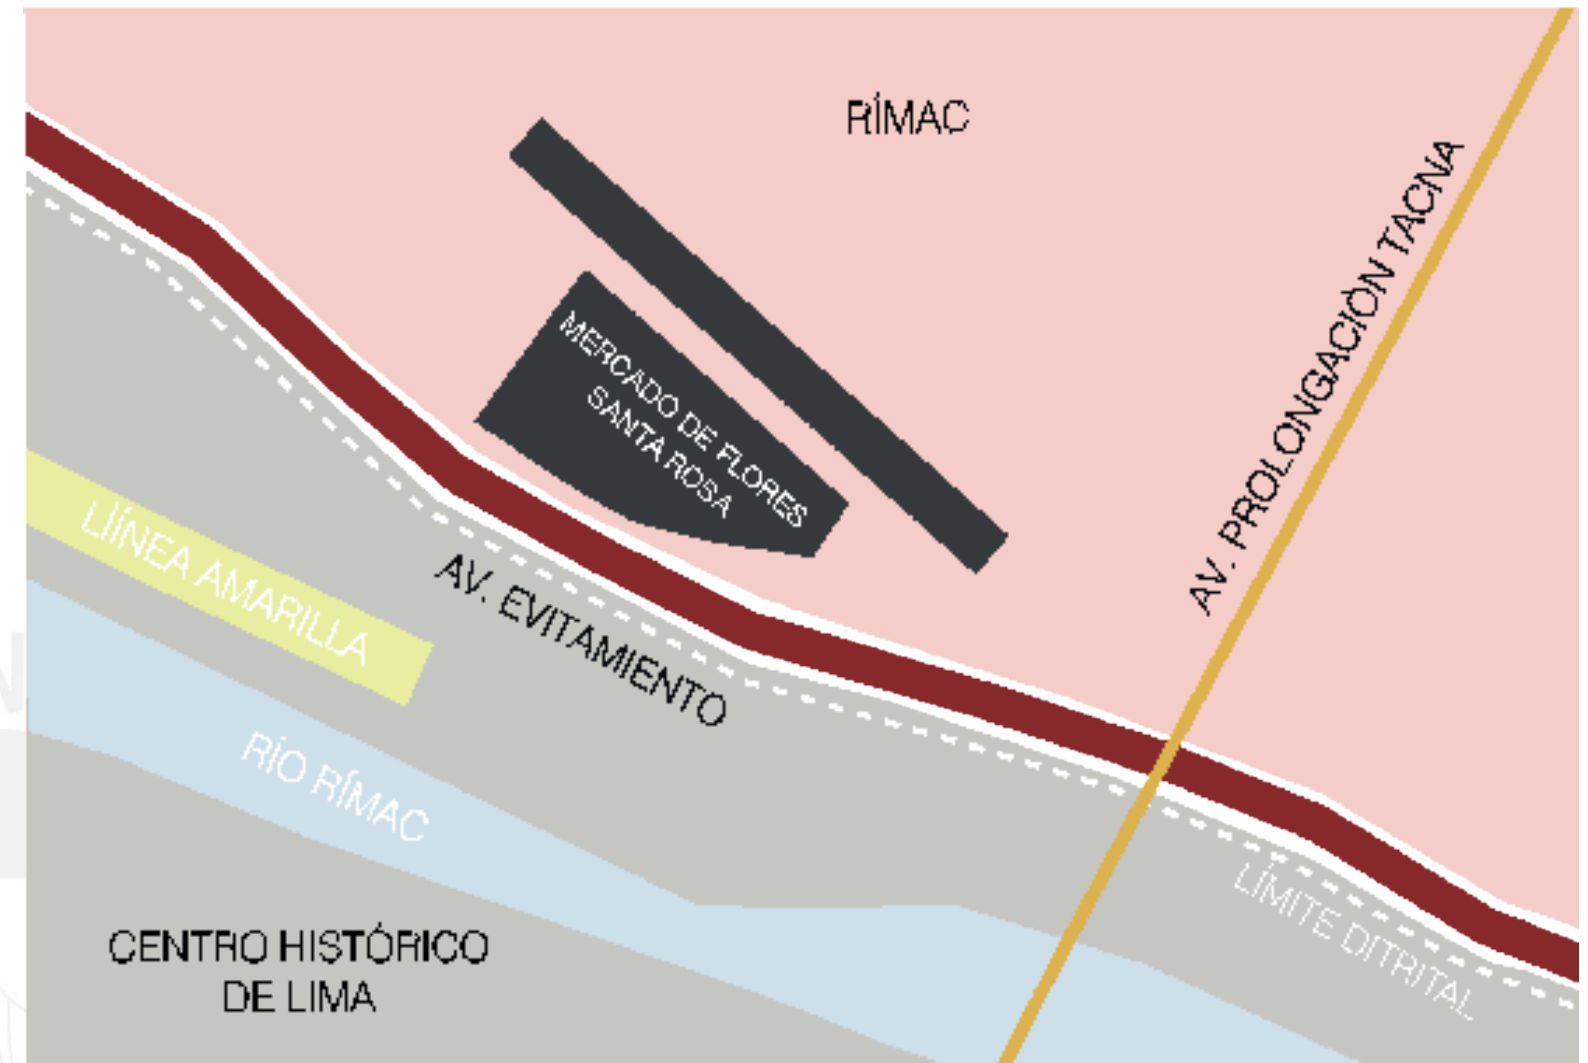 RÍMAC
AV. PROLONGACIÓN TACNA
MERCADO DE FLORES
SANTA ROSA
LIÍNEA AMARILLA
AV. EVITAMIENTO
RÍO RÍMAC
LÍMITE DITRITAL
CENTRO HISTÓRICO
DE LIMA